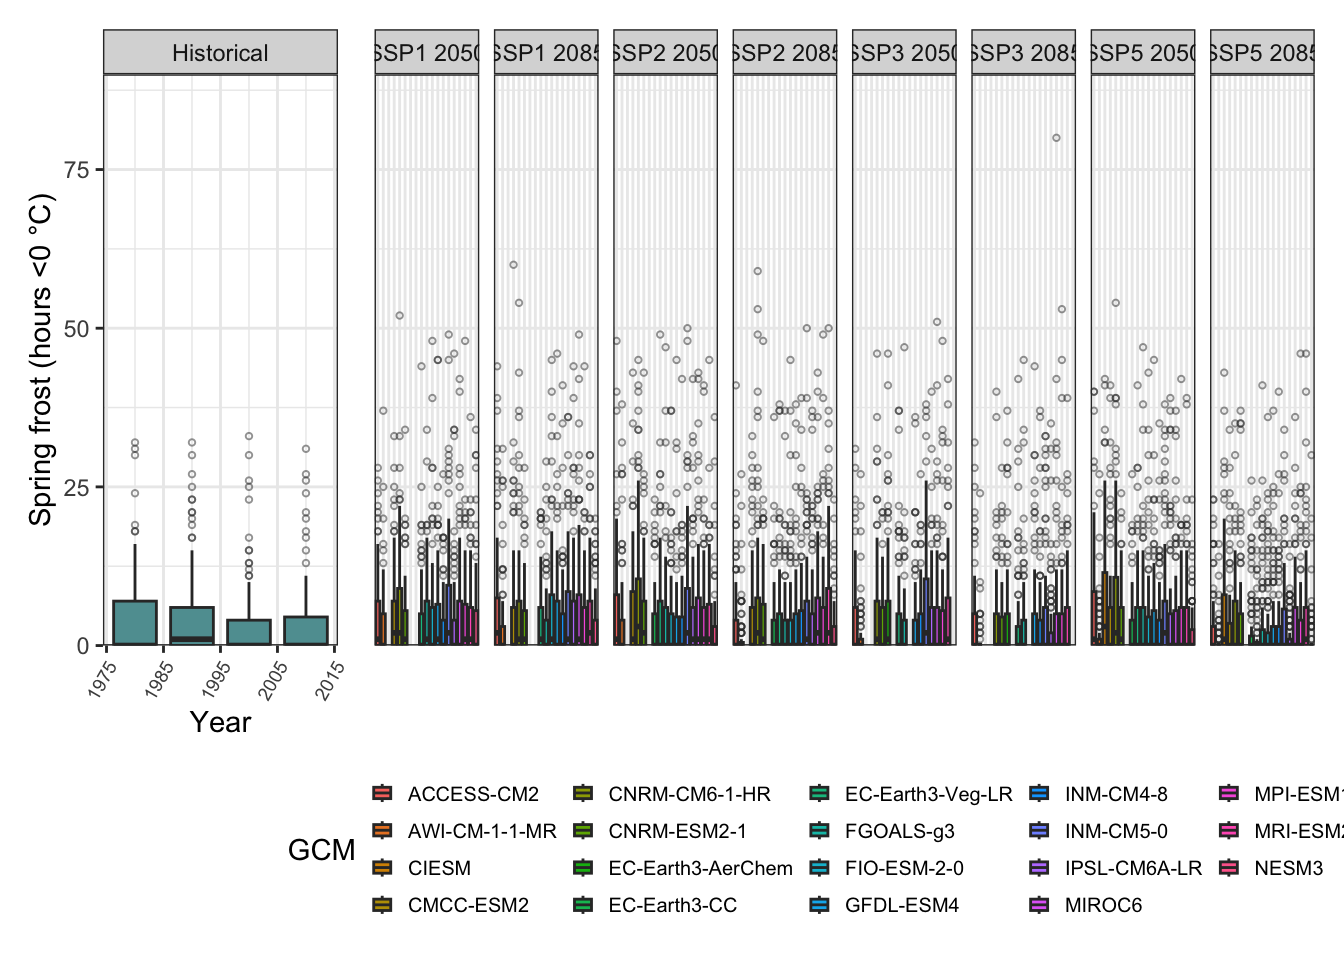 Historical
SSP1 2050
SSP1 2085
SSP2 2050
SSP2 2085
SSP3 2050
SSP3 2085
SSP5 2050
SSP5 2085
Spring frost (hours <0 °C)
75
50
25
0
1975
1985
1995
2005
2015
Year
GCM
ACCESS-CM2
CNRM-CM6-1-HR
EC-Earth3-Veg-LR
INM-CM4-8
MPI-ESM1
AWI-CM-1-1-MR
CNRM-ESM2-1
FGOALS-g3
INM-CM5-0
MRI-ESM2
CIESM
EC-Earth3-AerChem
FIO-ESM-2-0
IPSL-CM6A-LR
NESM3
CMCC-ESM2
EC-Earth3-CC
GFDL-ESM4
MIROC6